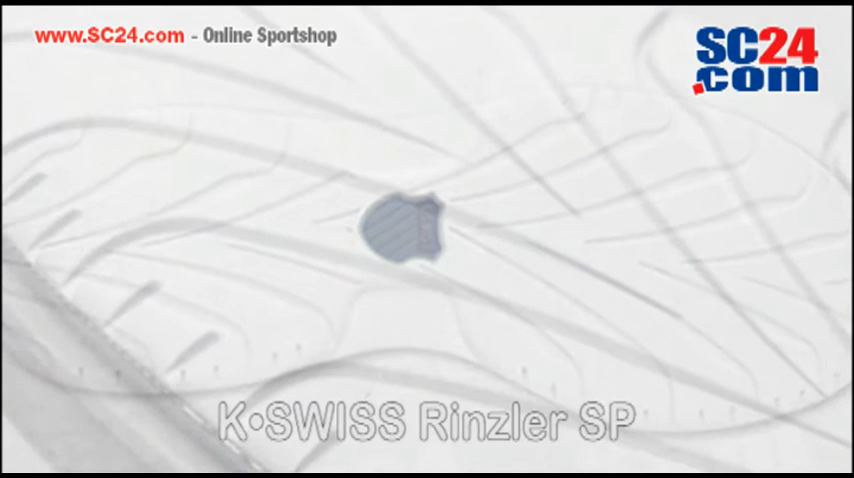 www.SC24.com - Online Sportshop
SC24
.com
K•SWISS Rinzler SP